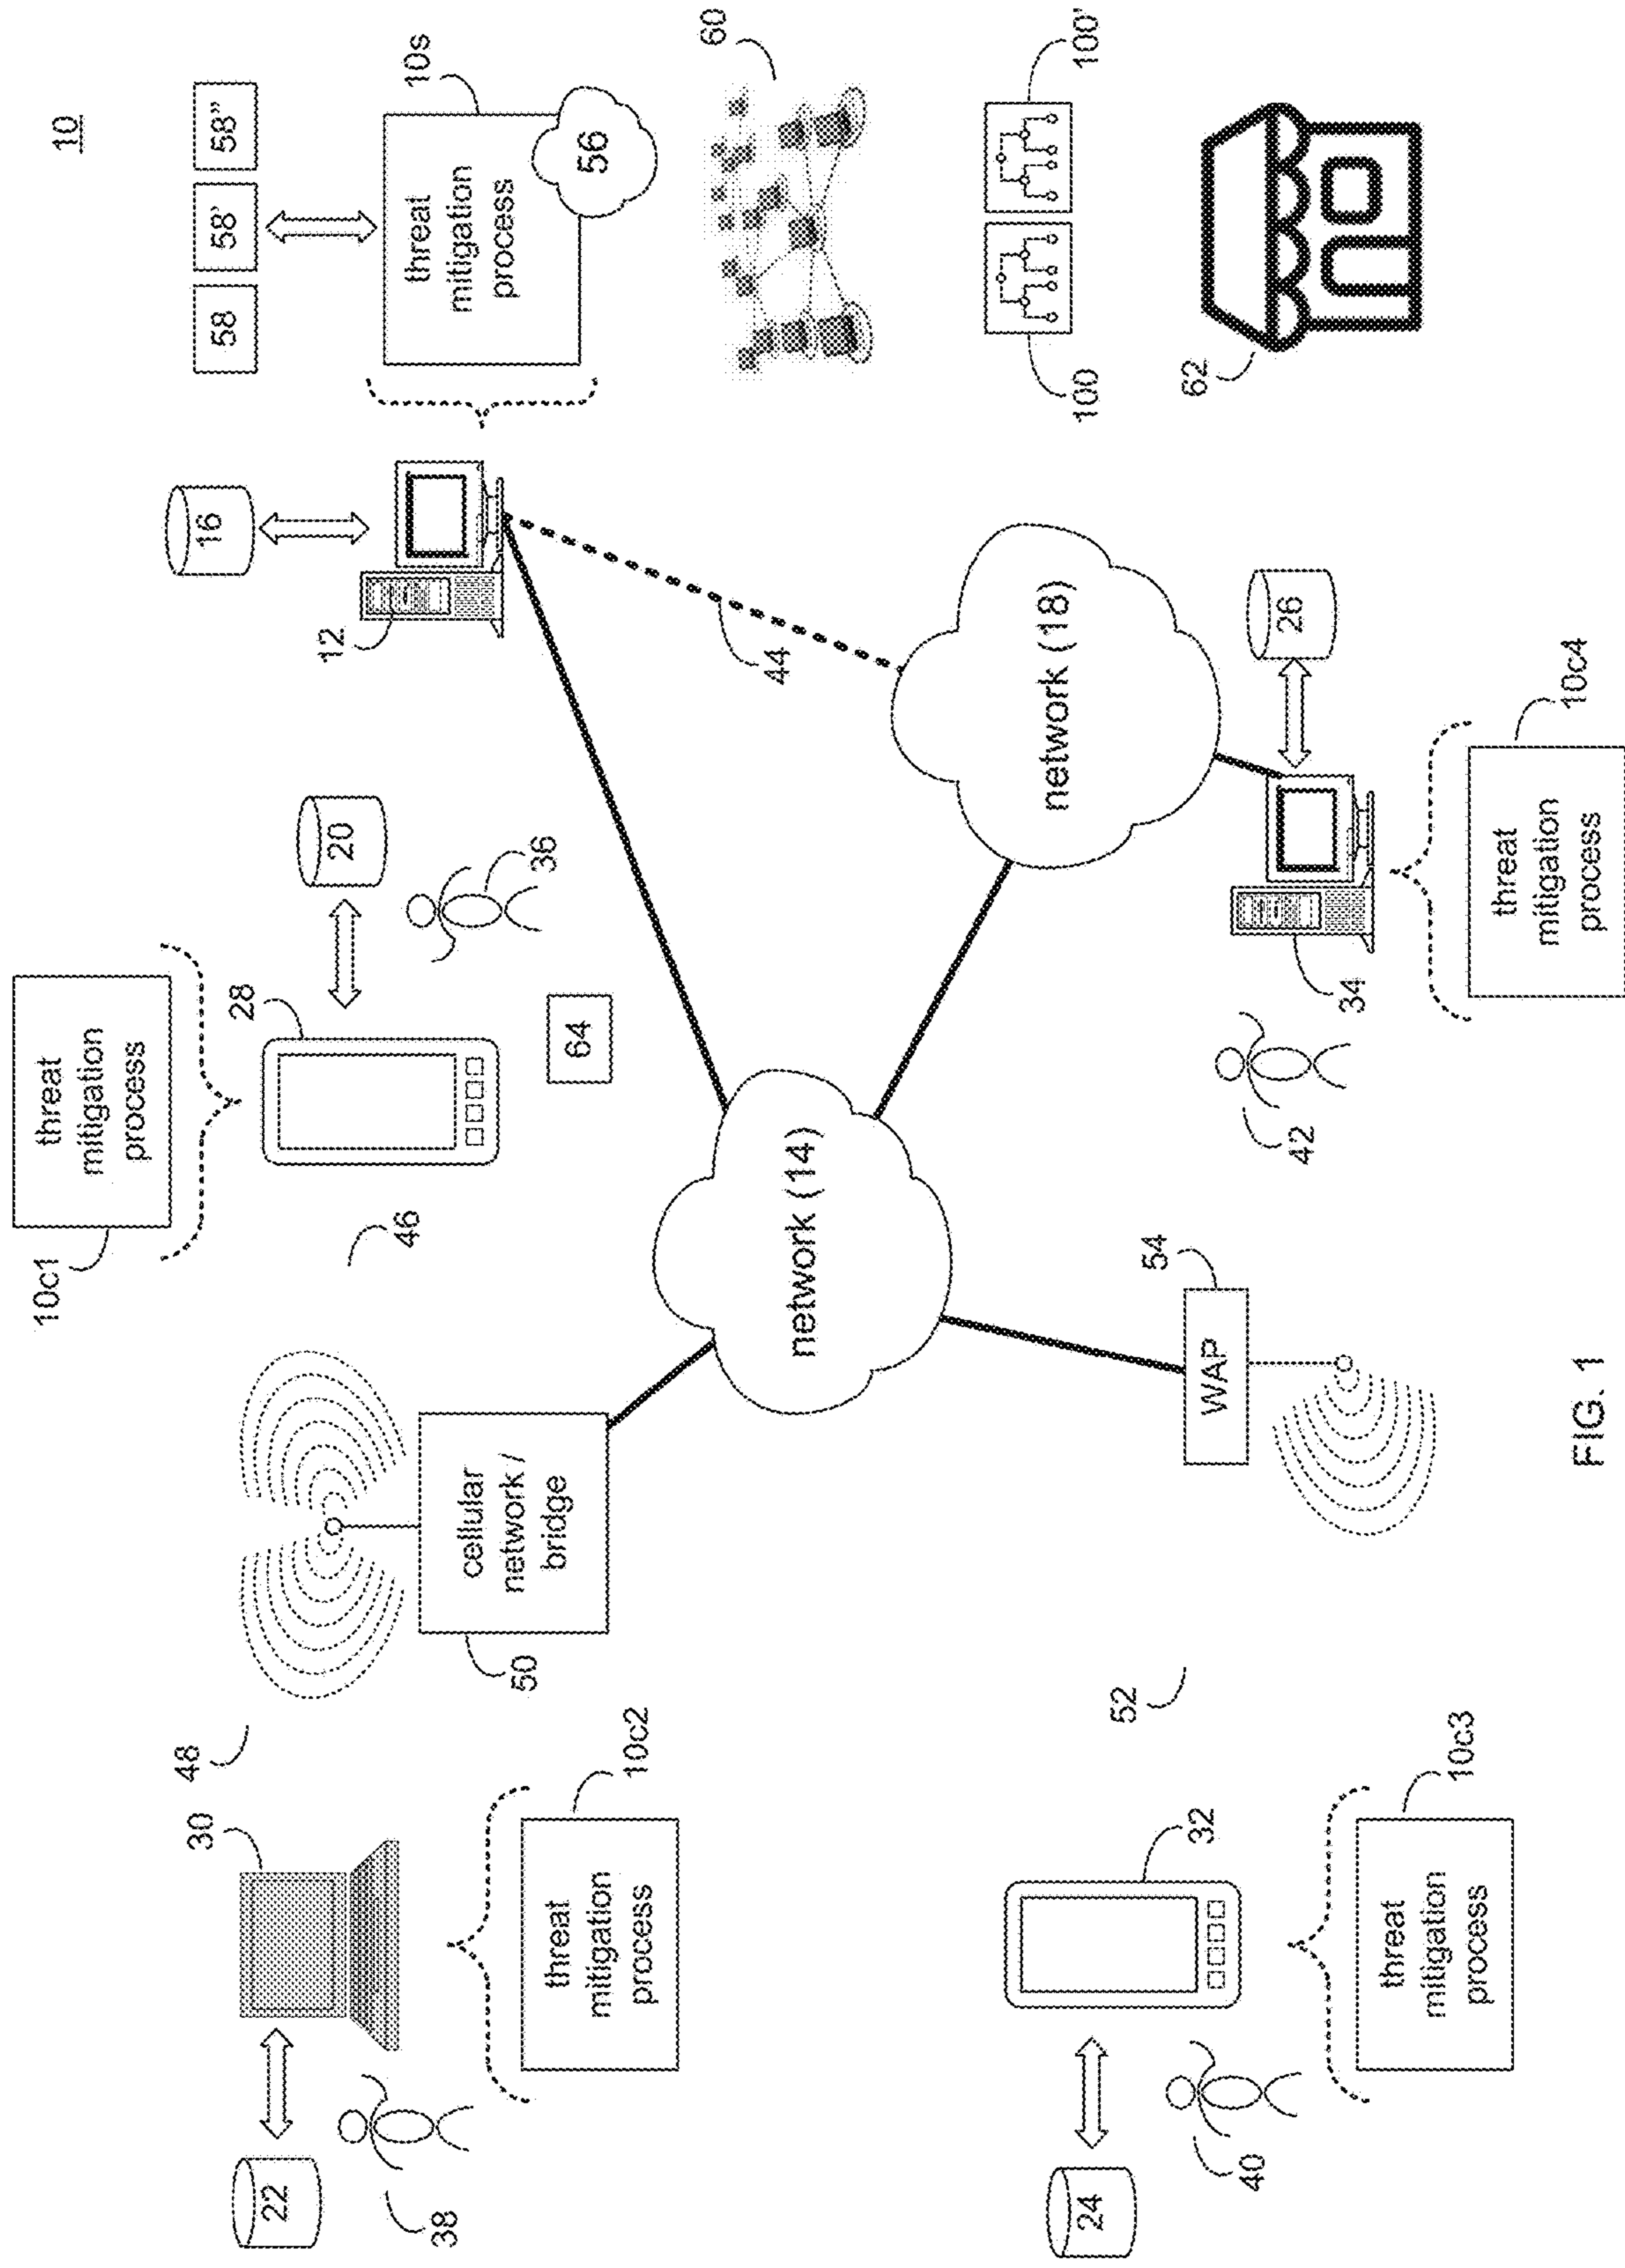 10
58
58'
58"
16
10s
threat
mitigation
process
56
12
60
100
100'
62
44
10c1
threat
mitigation
process
28
20
36
64
46
48
30
22
38
cellular
network /
bridge
50
10c2
threat
mitigation
process
network (14)
network (18)
26
34
42
10c4
threat
mitigation
process
WAP
54
52
32
24
40
10c3
threat
mitigation
process
FIG. 1